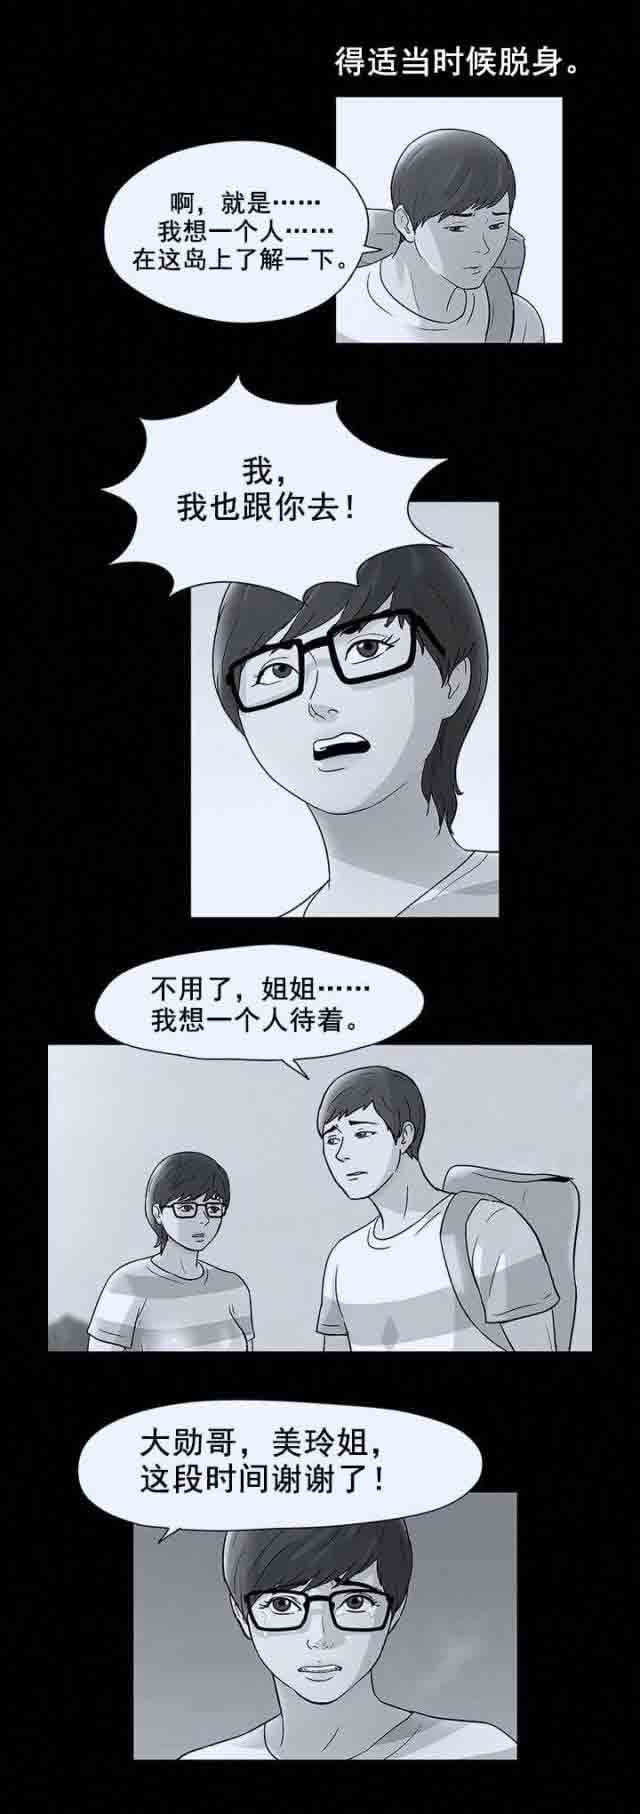 得适当时候脱身。
啊，就是……
我想一个人……
在这岛上了解一下。
我，
我也跟你去！
不用了，姐姐……
我想一个人待着。
大勋哥，美玲姐，
这段时间谢谢了！